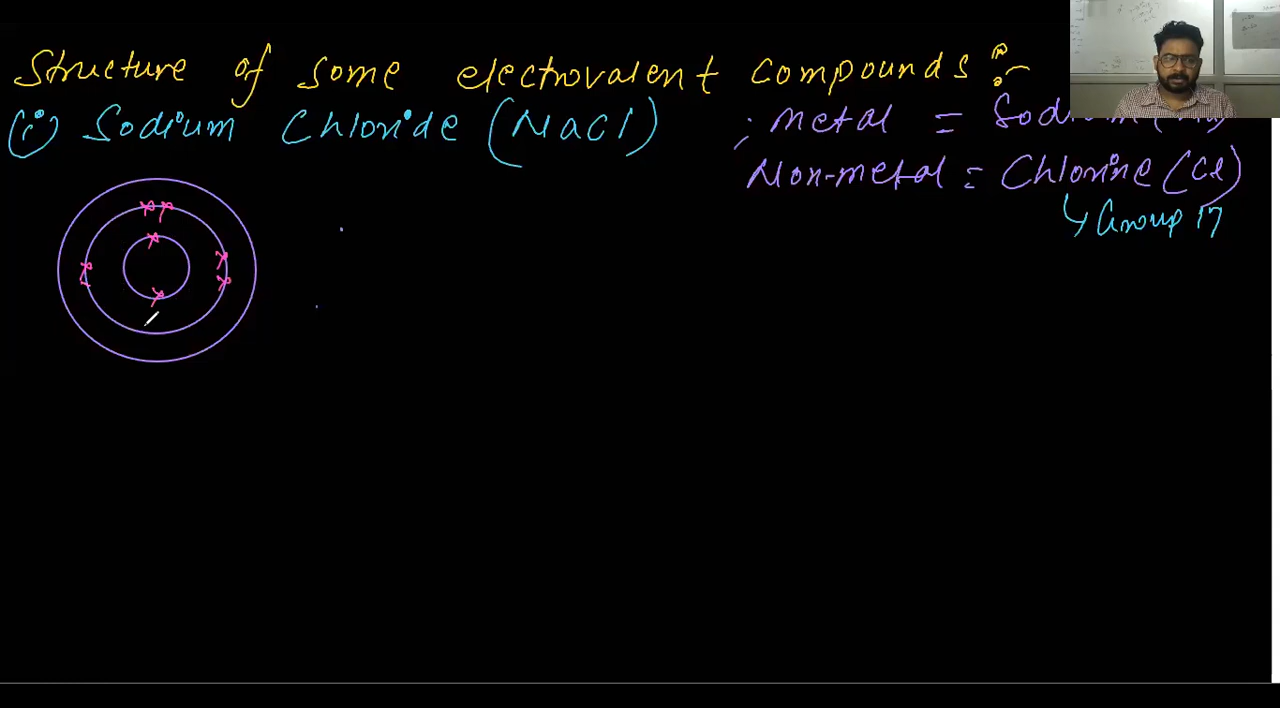 Structure of some electrovalent compounds :-
(i) Sodium Chloride (NaCl) ; Metal =
Non-metal = Chlorine (Cl)
↳ Group 17